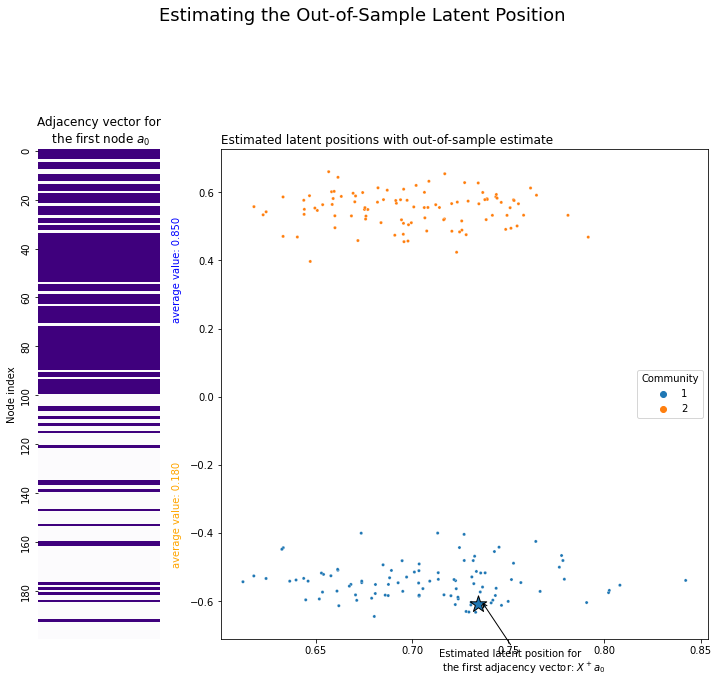 Estimating the Out-of-Sample Latent Position
Adjacency vector for
the first node a₀
Node index
0
20
40
60
80
100
120
140
160
180
average value: 0.850
average value: 0.180
Estimated latent positions with out-of-sample estimate
0.6
0.4
0.2
0.0
−0.2
−0.4
−0.6
0.65
0.70
0.75
0.80
0.85
Community
1
2
Estimated latent position for
the first adjacency vector: X⁺a₀